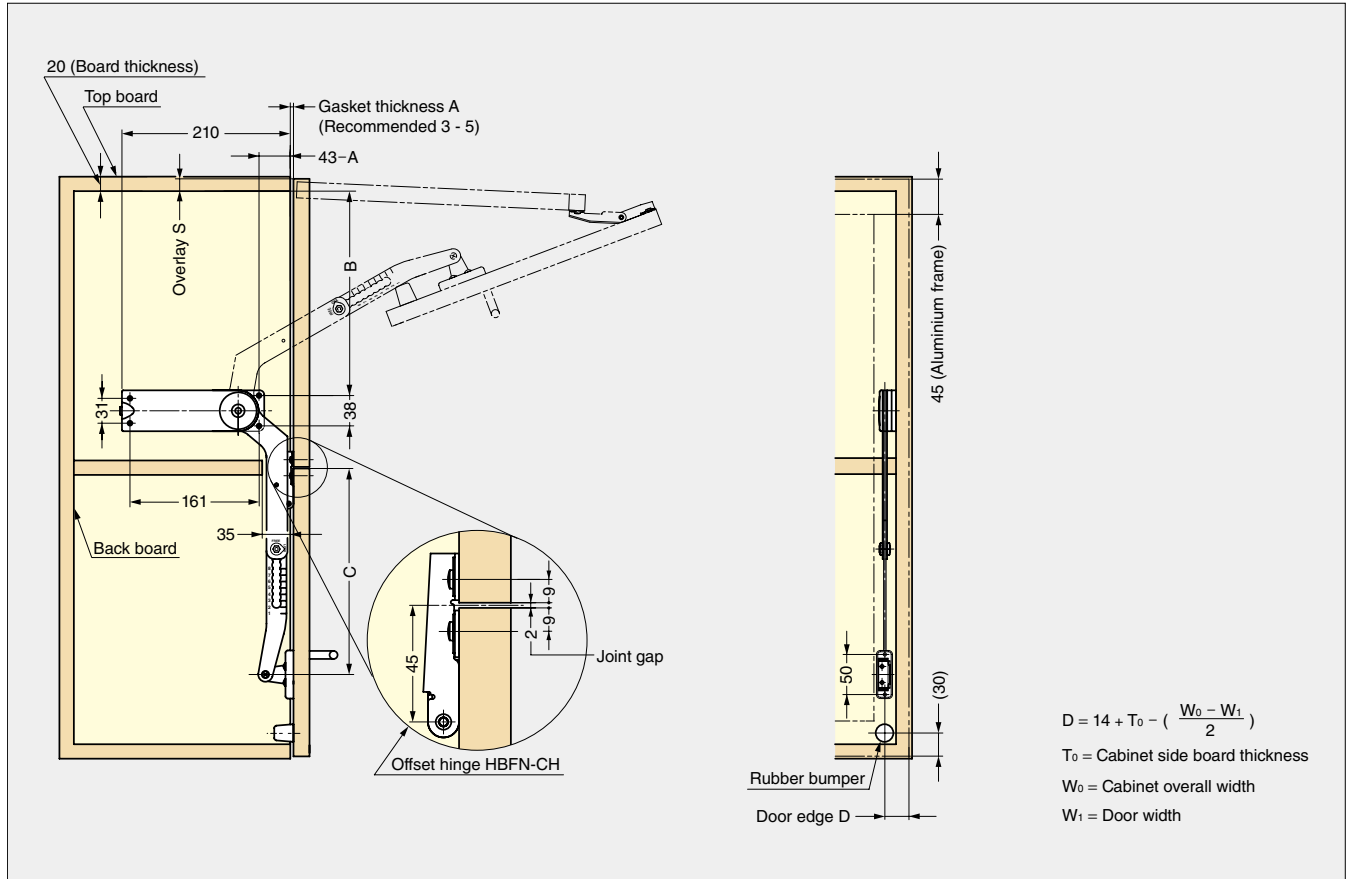 20 (Board thickness)
Top board
210
Gasket thickness A
(Recommended 3 - 5)
43−A
Overlay S
B
31
38
161
35
Back board
C
9
9
2
45
Joint gap
Offset hinge HBFN-CH
45 (Aluminium frame)
50
(30)
Rubber bumper
Door edge D
D = 14 + T0 − ( W0 − W1
2 )
T0 = Cabinet side board thickness
W0 = Cabinet overall width
W1 = Door width